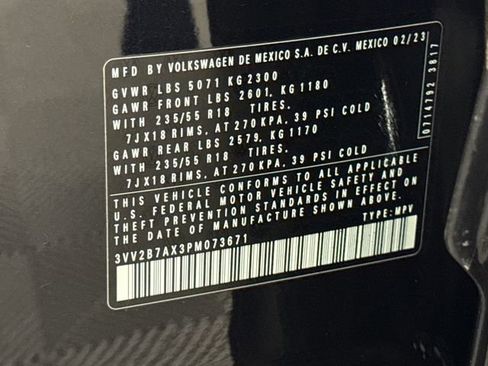 MFD BY VOLKSWAGEN DE MEXICO S.A. DE C.V. MEXICO 02/23
GVWR LBS 5071 KG 2300
GAWR FRONT LBS 2601, KG 1180
WITH 235/55 R18 TIRES.
7JX18 RIMS, AT 270 KPA, 39 PSI COLD
GAWR REAR LBS 2579, KG 1170
WITH 235/55 R18 TIRES.
7JX18 RIMS, AT 270 KPA, 39 PSI COLD
THIS VEHICLE CONFORMS TO ALL APPLICABLE
U.S. FEDERAL MOTOR VEHICLE SAFETY AND
THEFT PREVENTION STANDARDS IN EFFECT ON
THE DATE OF MANUFACTURE SHOWN ABOVE.
3VV2B7AX3PM073671 TYPE: MPV
0714792 3817